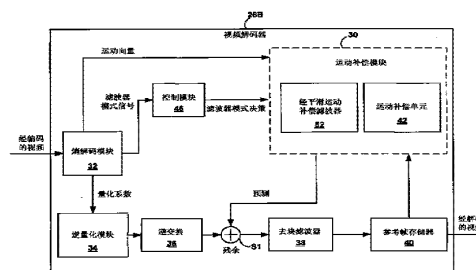 26B
视频解码器
30
运动补偿模块
运动向量
滤波器
模式信号
控制模块
46
滤波器模式决策
经平滑运动
补偿滤波器
52
运动补偿单元
42
经编码
的视频
熵解码模块
32
量化系数
预测
逆量化模块
34
逆变换
36
S1
残余
去块滤波器
38
参考帧存储器
40
经解码
的视频